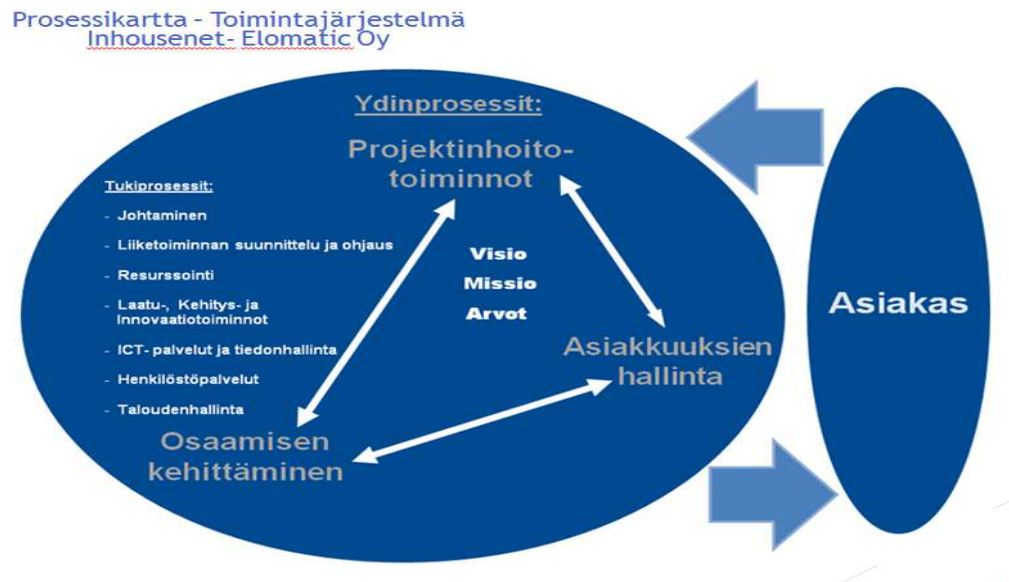 Prosessikartta - Toimintajärjestelmä
Inhousenet- Elomatic Oy
Ydinprosessit:
Projektinhoito-
toiminnot
Tukiprosessit:
- Johtaminen
- Liiketoiminnan suunnittelu ja ohjaus
- Resurssointi
- Laatu-, Kehitys- ja
Innovaatiotoiminnot
- ICT- palvelut ja tiedonhallinta
- Henkilöstöpalvelut
- Taloudenhallinta
Visio
Missio
Arvot
Asiakkuuksien
hallinta
Osaamisen
kehittäminen
Asiakas